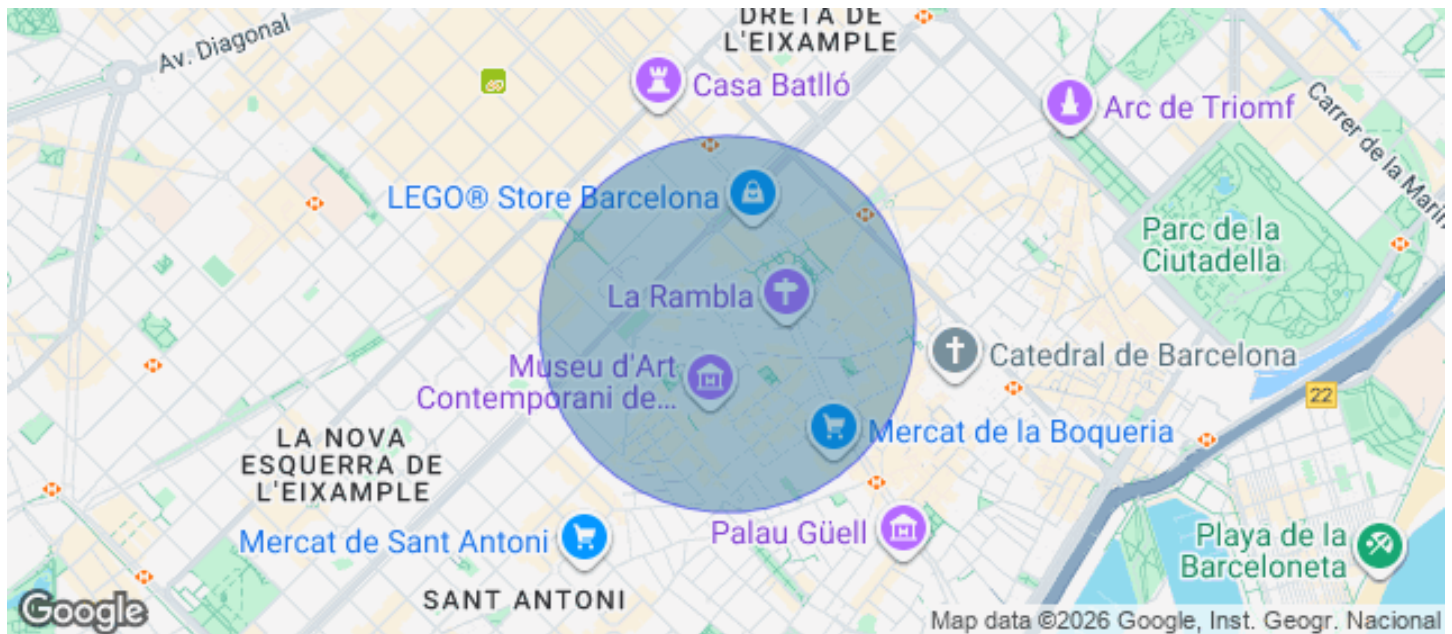 DRETA DE
L'EIXAMPLE
Av. Diagonal
Casa Batlló
Arc de Triomf
Carrer de la Marin
LEGO® Store Barcelona
Parc de la
Ciutadella
La Rambla
Catedral de Barcelona
Museu d'Art
Contemporani de...
22
Mercat de la Boqueria
LA NOVA
ESQUERRA DE
L'EIXAMPLE
Mercat de Sant Antoni
Palau Güell
Playa de la
Barceloneta
SANT ANTONI
Google
Map data ©2026 Google, Inst. Geogr. Nacional